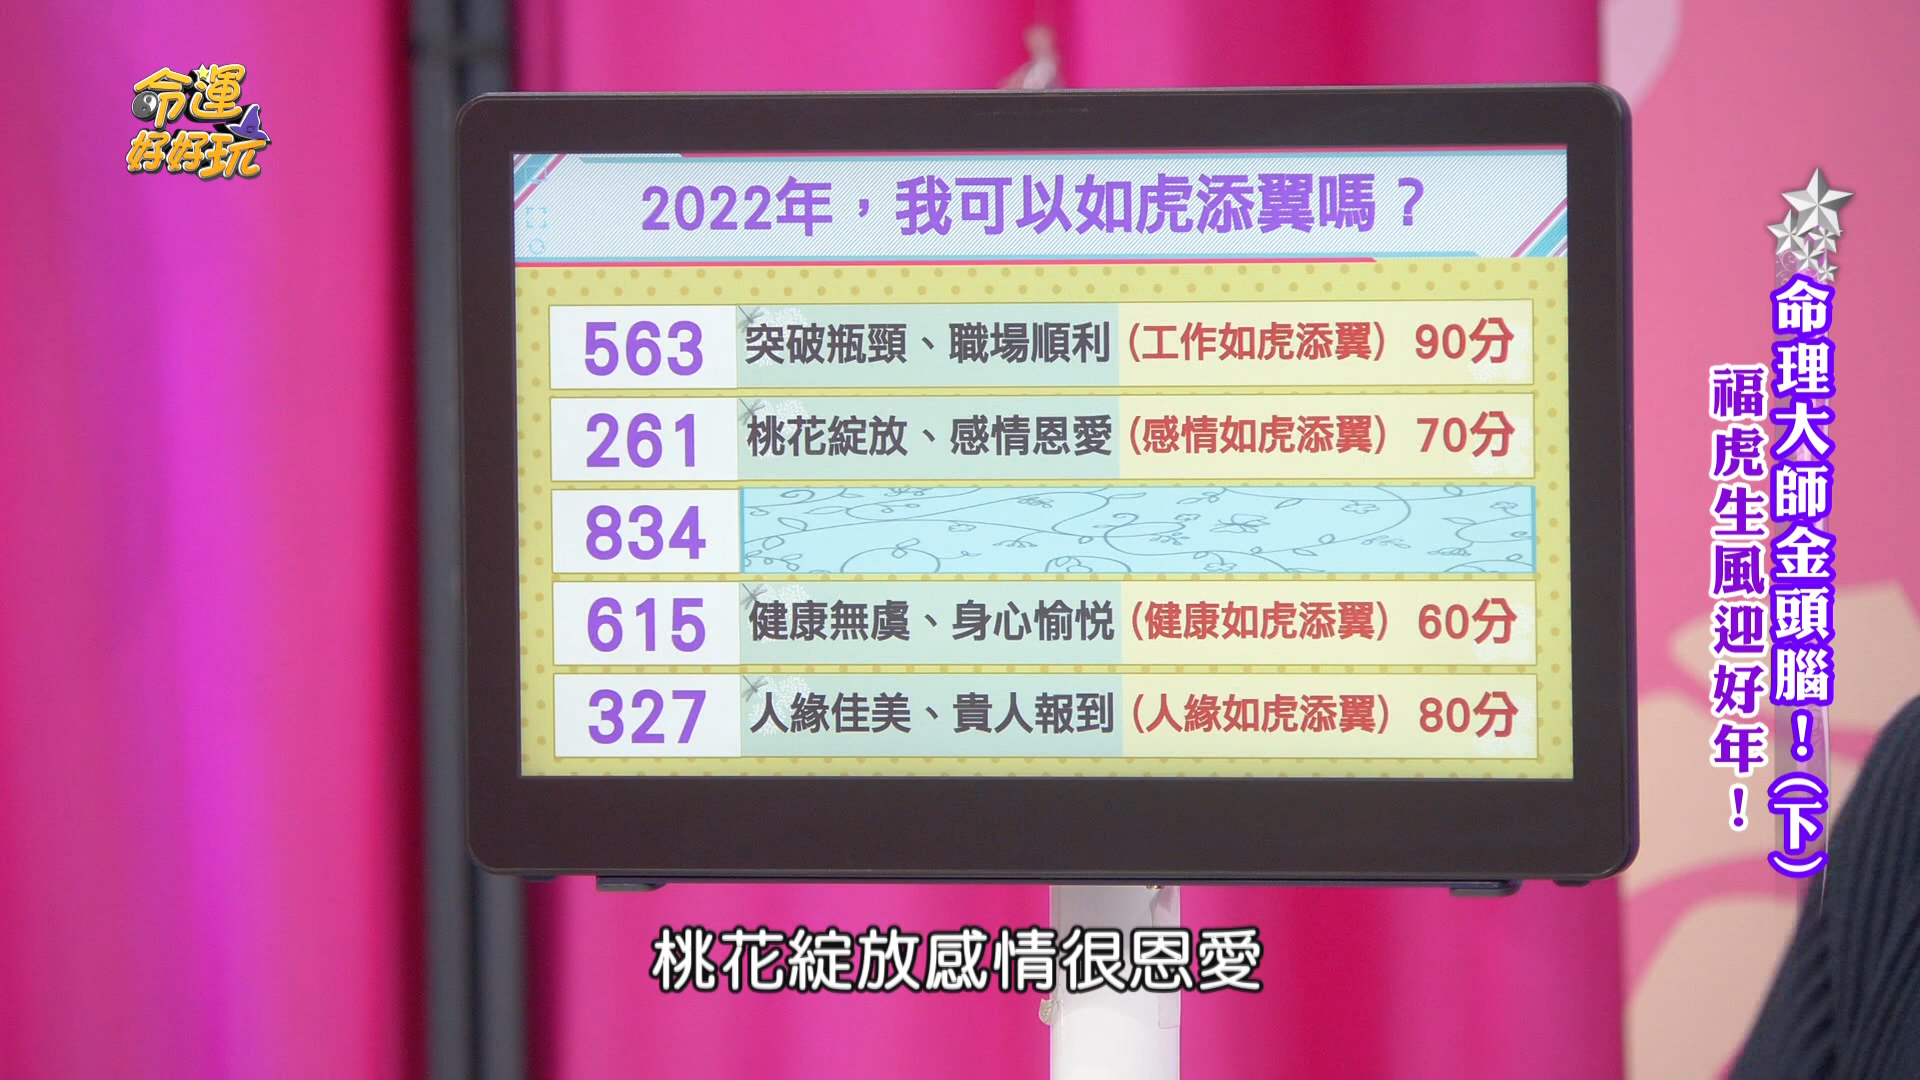 命運
好好玩
2022年，我可以如虎添翼嗎？
563 突破瓶頸、職場順利 (工作如虎添翼) 90分
261 桃花綻放、感情恩愛 (感情如虎添翼) 70分
834
615 健康無虞、身心愉悦 (健康如虎添翼) 60分
327 人緣佳美、貴人報到 (人緣如虎添翼) 80分
命理大師金頭腦！(下)
福虎生風迎好年！
桃花綻放感情很恩愛